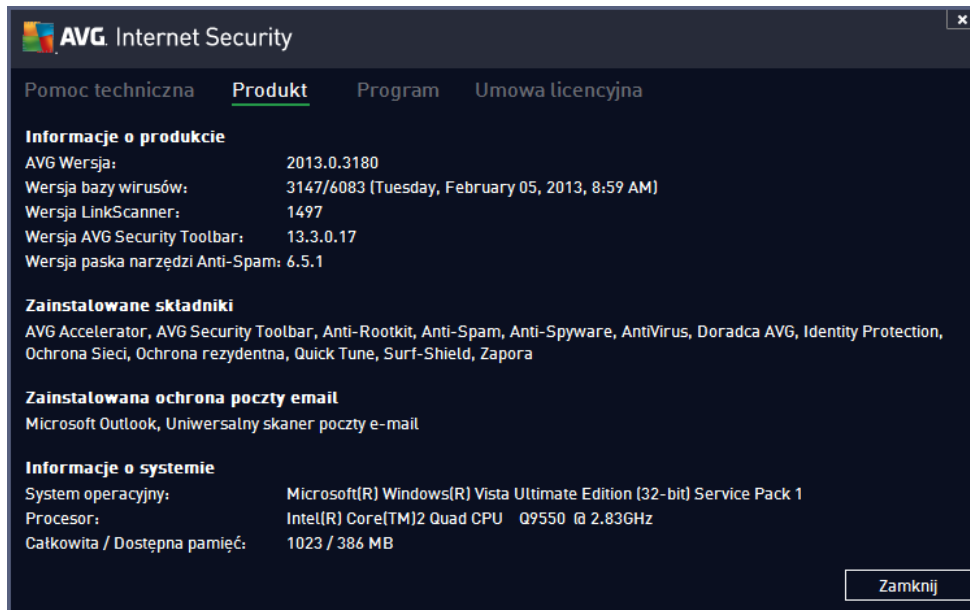 AVG. Internet Security
Pomoc techniczna Produkt Program Umowa licencyjna
Informacje o produkcie
AVG Wersja: 2013.0.3180
Wersja bazy wirusów: 3147/6083 (Tuesday, February 05, 2013, 8:59 AM)
Wersja LinkScanner: 1497
Wersja AVG Security Toolbar: 13.3.0.17
Wersja paska narzędzi Anti-Spam: 6.5.1
Zainstalowane składniki
AVG Accelerator, AVG Security Toolbar, Anti-Rootkit, Anti-Spam, Anti-Spyware, AntiVirus, Doradca AVG, Identity Protection,
Ochrona Sieci, Ochrona rezydentna, Quick Tune, Surf-Shield, Zapora
Zainstalowana ochrona poczty email
Microsoft Outlook, Uniwersalny skaner poczty e-mail
Informacje o systemie
System operacyjny: Microsoft(R) Windows(R) Vista Ultimate Edition (32-bit) Service Pack 1
Procesor: Intel(R) Core(TM)2 Quad CPU Q9550 @ 2.83GHz
Całkowita / Dostępna pamięć: 1023 / 386 MB
Zamknij